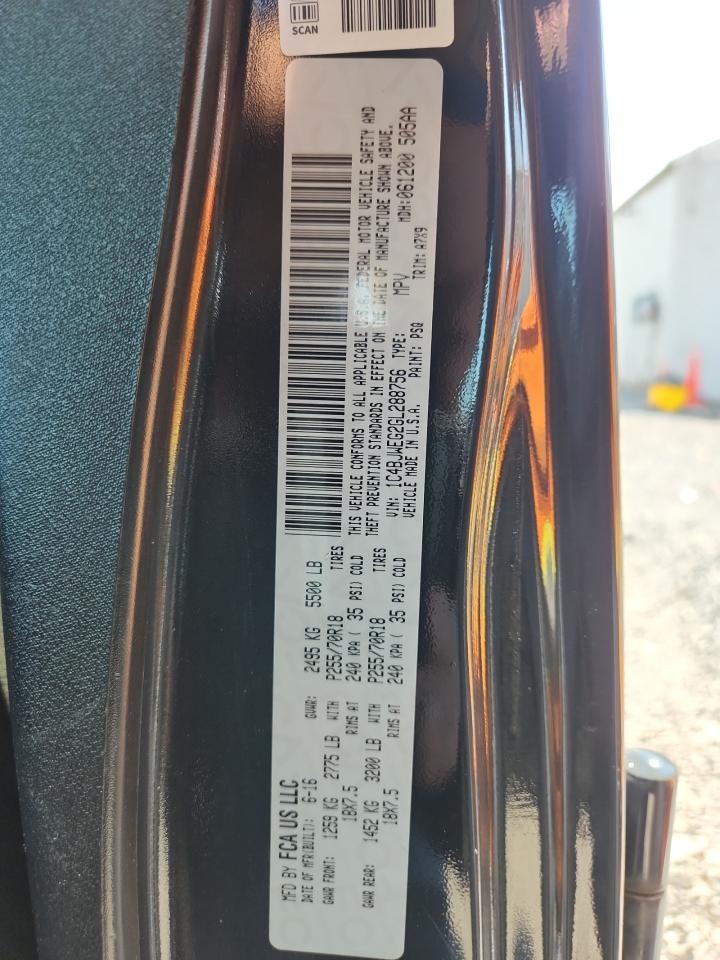 SCAN
MFD BY FCA US LLC
DATE OF MFR(BUILT): 6-16 GVWR: 2495 KG 5500 LB
GAWR FRONT: 1259 KG 2775 LB WITH P255/70R18 TIRES
18X7.5 RIMS AT 240 KPA ( 35 PSI) COLD
GAWR REAR: 1452 KG 3200 LB WITH P255/70R18 TIRES
18X7.5 RIMS AT 240 KPA ( 35 PSI) COLD
THIS VEHICLE CONFORMS TO ALL APPLICABLE U.S.A. FEDERAL MOTOR VEHICLE SAFETY AND
THEFT PREVENTION STANDARDS IN EFFECT ON THE DATE OF MANUFACTURE SHOWN ABOVE.
VIN: 1C4BJWEG2GL288756 TYPE: MPV MDH:061200 505AA
VEHICLE MADE IN U.S.A. PAINT: PSQ TRIM: A7X9